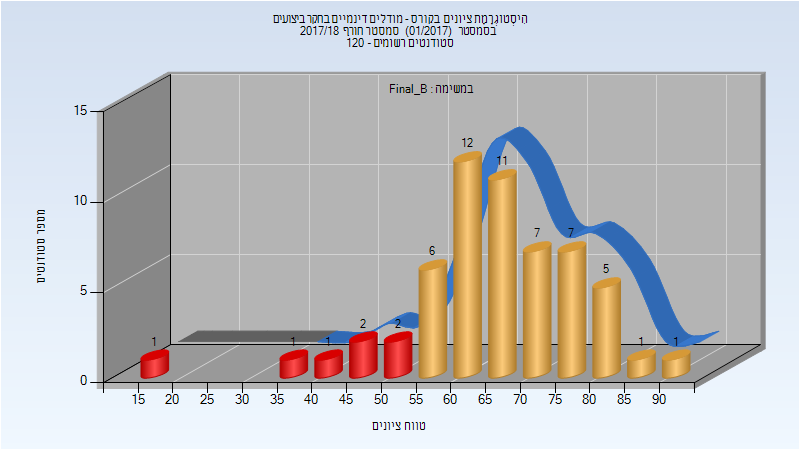 היסטוגרמת ציונים בקורס - מודלים דינמיים בחקר ביצועים
בסמסטר (01/2017) סמסטר חורף 2017/18
סטודנטים רשומים - 120
במשימה : Final_B
מספר סטודנטים
15
10
5
0
1
1
1
2
2
6
12
11
7
7
5
1
1
15 20 25 30 35 40 45 50 55 60 65 70 75 80 85 90
טווח ציונים